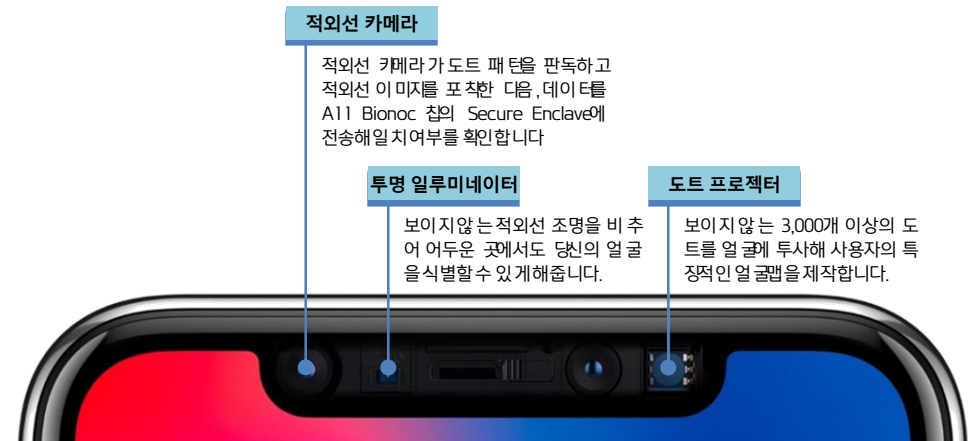 적외선 카메라
적외선 카메라가 도트 패턴을 판독하고
적외선 이미지를 포착한 다음, 데이터를
A11 Bionoc 칩의 Secure Enclave에
전송해 일치 여부를 확인합니다
투명 일루미네이터
보이지 않는 적외선 조명을 비추
어 어두운 곳에서도 당신의 얼굴
을 식별할 수 있게 해줍니다.
도트 프로젝터
보이지 않는 3,000개 이상의 도
트를 얼굴에 투사해 사용자의 특
징적인 얼굴맵을 제작합니다.